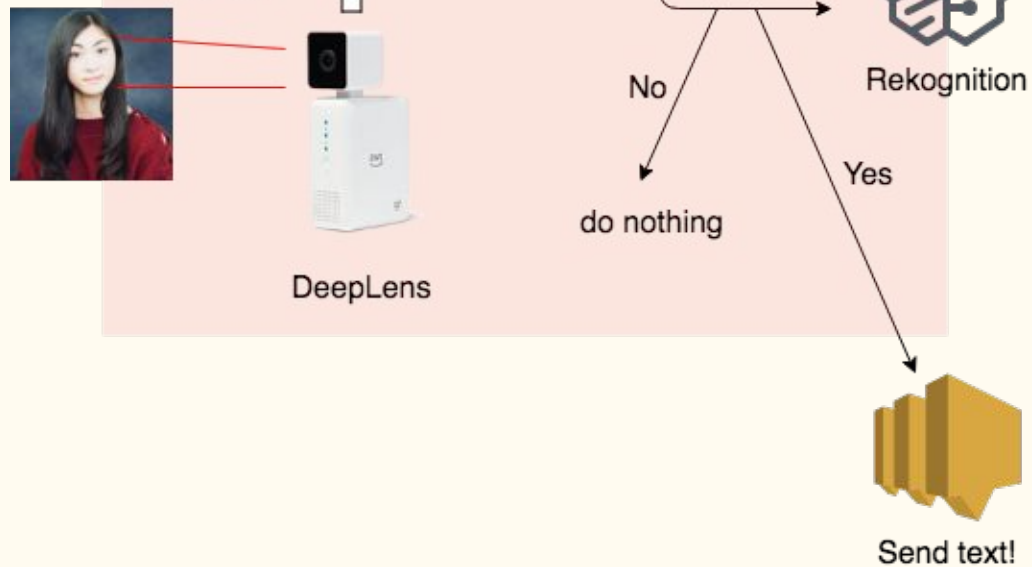 Rekognition
No
Yes
do nothing
DeepLens
Send text!